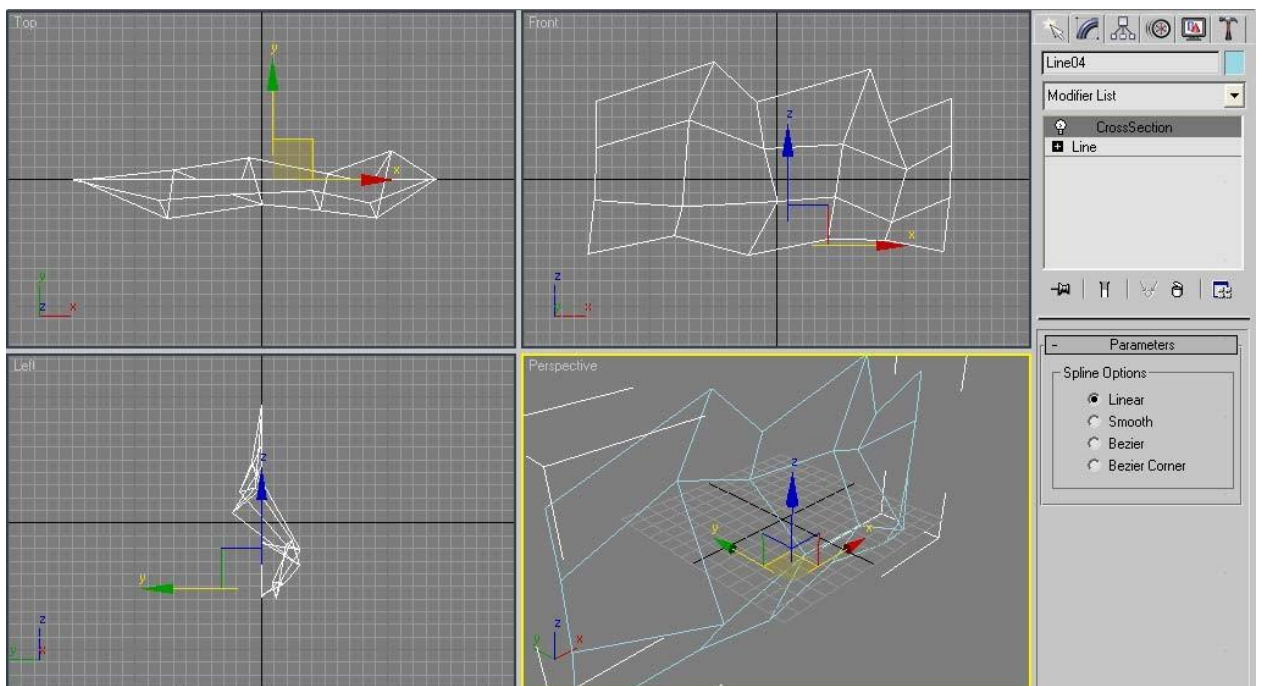 Top
y
x
y
z x
Front
z
x
z
y x
Left
z
y
z
y x
Perspective
z
y
x
z
y x
Line04
Modifier List
CrossSection
Line
- Parameters
Spline Options
Linear
Smooth
Bezier
Bezier Corner